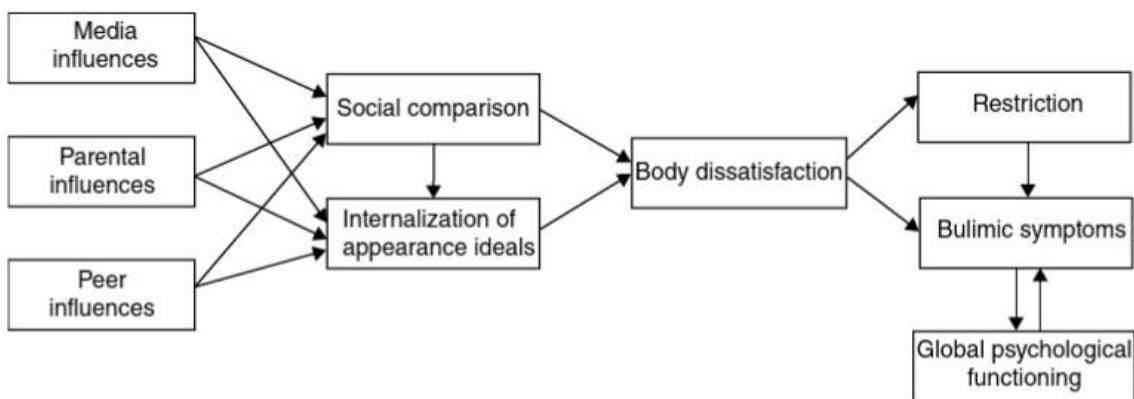 Media
influences
Parental
influences
Peer
influences
Social comparison
Internalization of
appearance ideals
Body dissatisfaction
Restriction
Bulimic symptoms
Global psychological
functioning